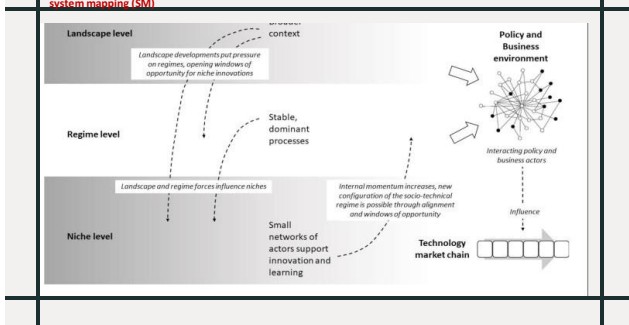 system mapping (SM)
Landscape level
Broader
context
Landscape developments put pressure
on regimes, opening windows of
opportunity for niche innovations
Policy and
Business
environment
Regime level
Stable,
dominant
processes
Interacting policy and
business actors
Landscape and regime forces influence niches
Internal momentum increases, new
configuration of the socio-technical
regime is possible through alignment
and windows of opportunity
Influence
Niche level
Small
networks of
actors support
innovation and
learning
Technology
market chain